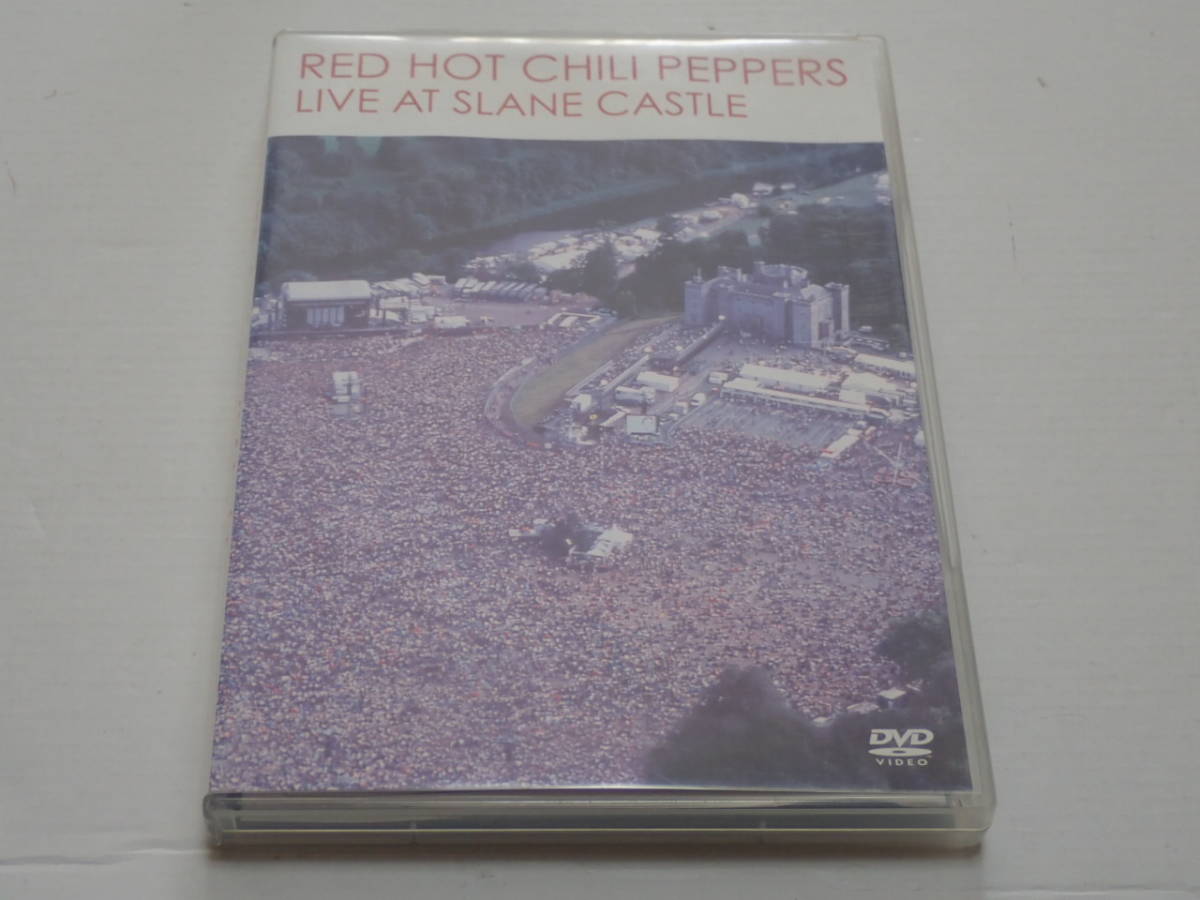 RED HOT CHILI PEPPERS
LIVE AT SLANE CASTLE
DVD
VIDEO